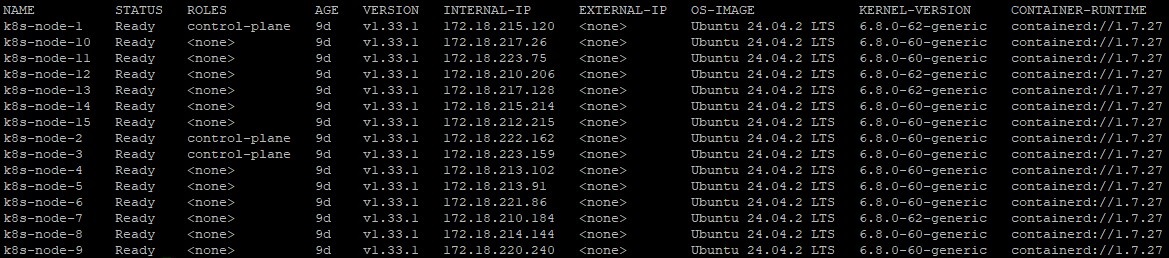 NAME STATUS ROLES AGE VERSION INTERNAL-IP EXTERNAL-IP OS-IMAGE KERNEL-VERSION CONTAINER-RUNTIME
k8s-node-1 Ready control-plane 9d v1.33.1 172.18.215.120 <none> Ubuntu 24.04.2 LTS 6.8.0-62-generic containerd://1.7.27
k8s-node-10 Ready <none> 9d v1.33.1 172.18.217.26 <none> Ubuntu 24.04.2 LTS 6.8.0-60-generic containerd://1.7.27
k8s-node-11 Ready <none> 9d v1.33.1 172.18.223.75 <none> Ubuntu 24.04.2 LTS 6.8.0-60-generic containerd://1.7.27
k8s-node-12 Ready <none> 9d v1.33.1 172.18.210.206 <none> Ubuntu 24.04.2 LTS 6.8.0-62-generic containerd://1.7.27
k8s-node-13 Ready <none> 9d v1.33.1 172.18.217.128 <none> Ubuntu 24.04.2 LTS 6.8.0-62-generic containerd://1.7.27
k8s-node-14 Ready <none> 9d v1.33.1 172.18.215.214 <none> Ubuntu 24.04.2 LTS 6.8.0-60-generic containerd://1.7.27
k8s-node-15 Ready <none> 9d v1.33.1 172.18.212.215 <none> Ubuntu 24.04.2 LTS 6.8.0-60-generic containerd://1.7.27
k8s-node-2 Ready control-plane 9d v1.33.1 172.18.222.162 <none> Ubuntu 24.04.2 LTS 6.8.0-60-generic containerd://1.7.27
k8s-node-3 Ready control-plane 9d v1.33.1 172.18.223.159 <none> Ubuntu 24.04.2 LTS 6.8.0-60-generic containerd://1.7.27
k8s-node-4 Ready <none> 9d v1.33.1 172.18.213.102 <none> Ubuntu 24.04.2 LTS 6.8.0-60-generic containerd://1.7.27
k8s-node-5 Ready <none> 9d v1.33.1 172.18.213.91 <none> Ubuntu 24.04.2 LTS 6.8.0-60-generic containerd://1.7.27
k8s-node-6 Ready <none> 9d v1.33.1 172.18.221.86 <none> Ubuntu 24.04.2 LTS 6.8.0-60-generic containerd://1.7.27
k8s-node-7 Ready <none> 9d v1.33.1 172.18.210.184 <none> Ubuntu 24.04.2 LTS 6.8.0-62-generic containerd://1.7.27
k8s-node-8 Ready <none> 9d v1.33.1 172.18.214.144 <none> Ubuntu 24.04.2 LTS 6.8.0-60-generic containerd://1.7.27
k8s-node-9 Ready <none> 9d v1.33.1 172.18.220.240 <none> Ubuntu 24.04.2 LTS 6.8.0-60-generic containerd://1.7.27